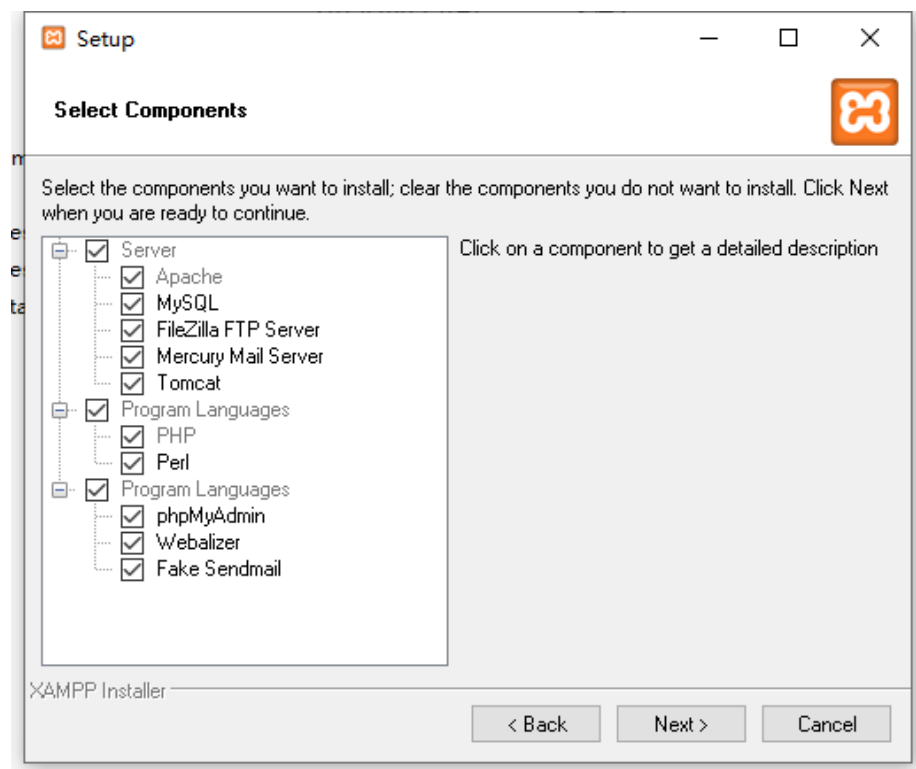 Setup
Select Components
Select the components you want to install; clear the components you do not want to install. Click Next
when you are ready to continue.
Server
Apache
MySQL
FileZilla FTP Server
Mercury Mail Server
Tomcat
Program Languages
PHP
Perl
Program Languages
phpMyAdmin
Webalizer
Fake Sendmail
Click on a component to get a detailed description
XAMPP Installer
< Back
Next >
Cancel